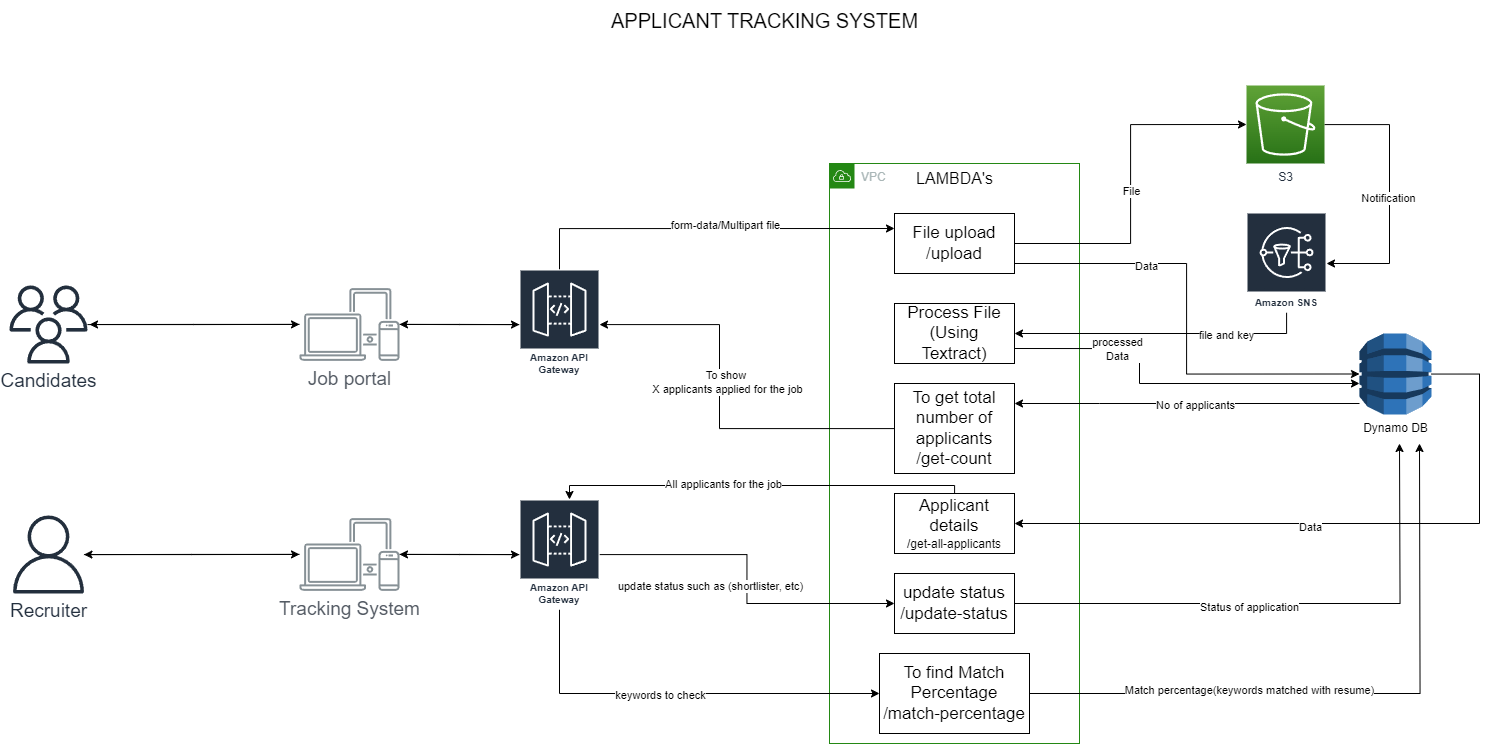 APPLICANT TRACKING SYSTEM
S3
VPC
LAMBDA's
File
Notification
form-data/Multipart file
File upload
/upload
Data
Amazon SNS
Process File
(Using
Textract)
file and key
processed
Data
Candidates
Job portal
Amazon API
Gateway
To show
X applicants applied for the job
To get total
number of
applicants
/get-count
No of applicants
Dynamo DB
All applicants for the job
Applicant
details
/get-all-applicants
Data
Recruiter
Tracking System
Amazon API
Gateway
update status such as (shortlister, etc)
update status
/update-status
Status of application
keywords to check
To find Match
Percentage
/match-percentage
Match percentage(keywords matched with resume)